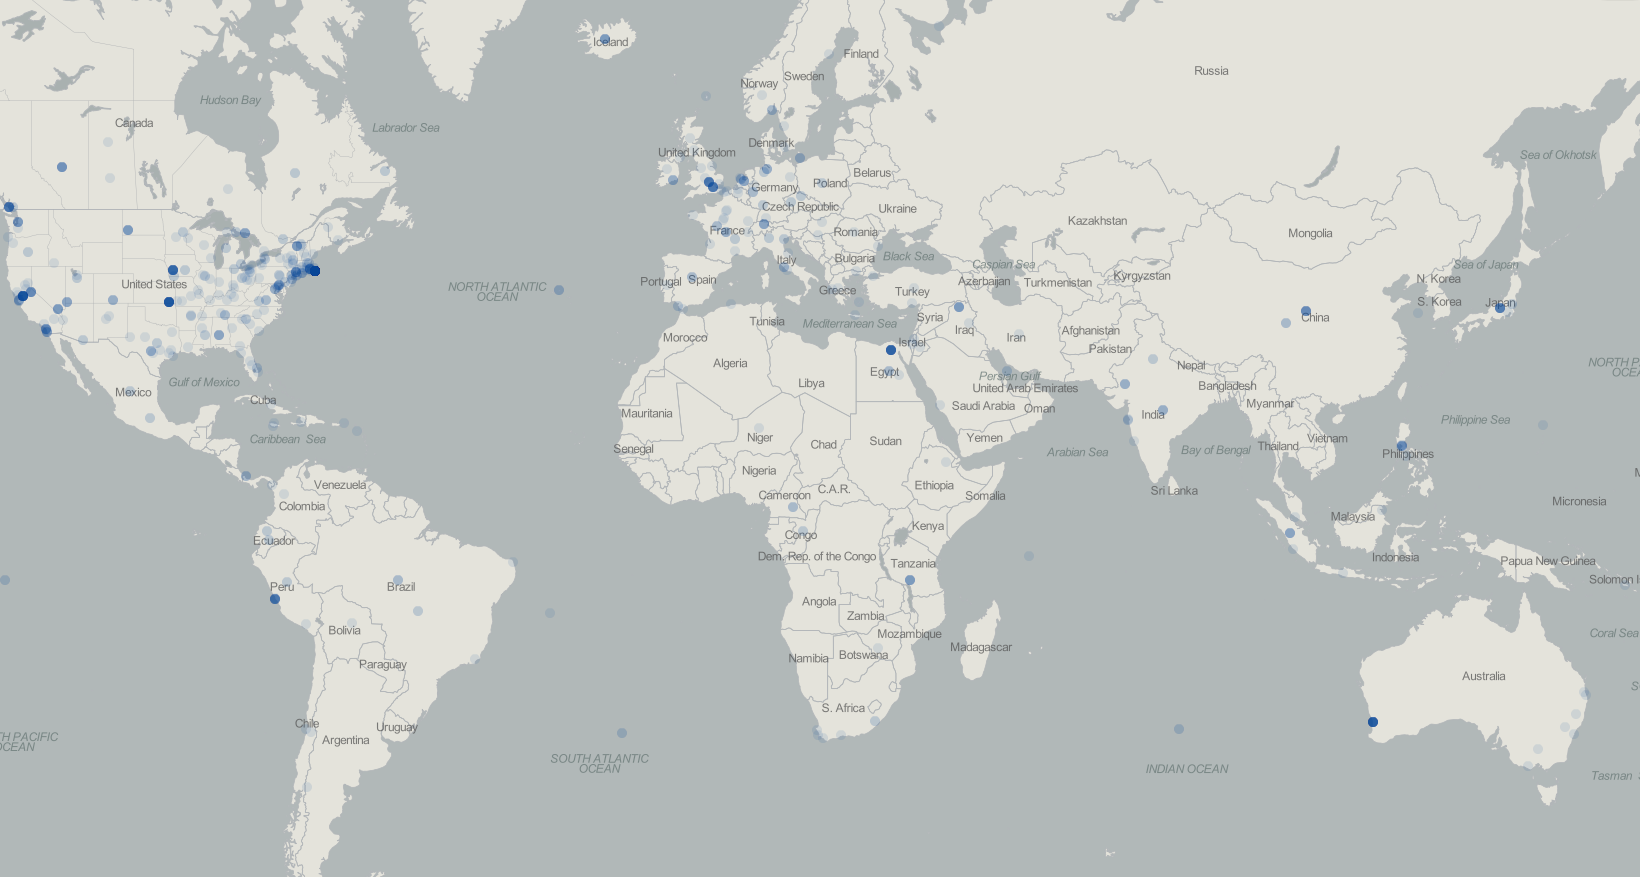 Iceland
Finland
Russia
Sweden
Norway
Hudson Bay
Canada
Labrador Sea
Denmark
United Kingdom
Sea of Okhotsk
Belarus
Poland
Germany
Czech Republic
Ukraine
Kazakhstan
France
Romania
Mongolia
Bulgaria
Black Sea
Italy
Caspian Sea
Sea of Japan
Kyrgyzstan
N. Korea
Portugal
Spain
Azerbaijan
Turkmenistan
United States
NORTH ATLANTIC
OCEAN
Greece
Turkey
S. Korea
Japan
Tunisia
Mediterranean Sea
Syria
China
Iraq
Afghanistan
Morocco
Israel
Iran
Pakistan
Algeria
Nepal
NORTH P
OCEA
Egypt
Persian Gulf
Libya
Gulf of Mexico
United Arab Emirates
Bangladesh
Mexico
Cuba
Saudi Arabia
Oman
Myanmar
Mauritania
India
Philippine Sea
Caribbean Sea
Niger
Chad
Sudan
Yemen
Vietnam
Senegal
Arabian Sea
Bay of Bengal
Thailand
Philippines
Nigeria
Venezuela
C.A.R.
Ethiopia
Somalia
Sri Lanka
Cameroon
Micronesia
M
Colombia
Malaysia
Kenya
Congo
Ecuador
Dem. Rep. of the Congo
Indonesia
Tanzania
Papua New Guinea
Peru
Brazil
Solomon I
Angola
Zambia
Bolivia
Mozambique
Coral Sea
Madagascar
Namibia
Botswana
Paraguay
Australia
S
S. Africa
Chile
Uruguay
TH PACIFIC
OCEAN
Argentina
SOUTH ATLANTIC
OCEAN
INDIAN OCEAN
Tasman S